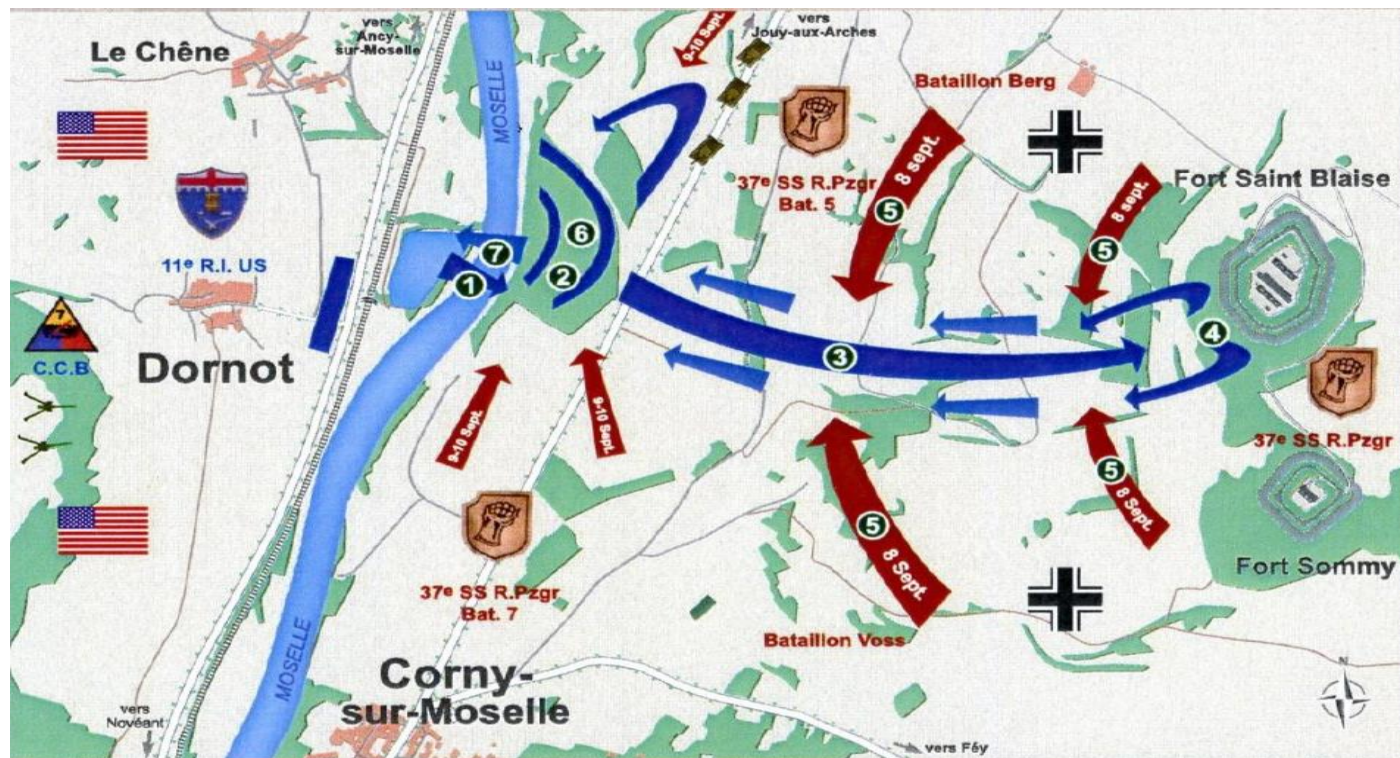 Le Chêne
vers
Ancy-
sur-Moselle
MOSELLE
9-10 Sept.
vers
Jouy-aux-Arches
Bataillon Berg
37e SS R.Pzgr
Bat. 5
8 sept.
5
8 sept.
5
Fort Saint Blaise
11e R.I. US
6
7
2
1
3
4
7
C.C.B
Dornot
37e SS R.Pzgr
9-10 Sept.
9-10 Sept.
5
8 Sept.
5
8 Sept.
Fort Sommy
37e SS R.Pzgr
Bat. 7
Bataillon Voss
MOSELLE
Corny-
sur-Moselle
vers
Novéant
vers Féy
N